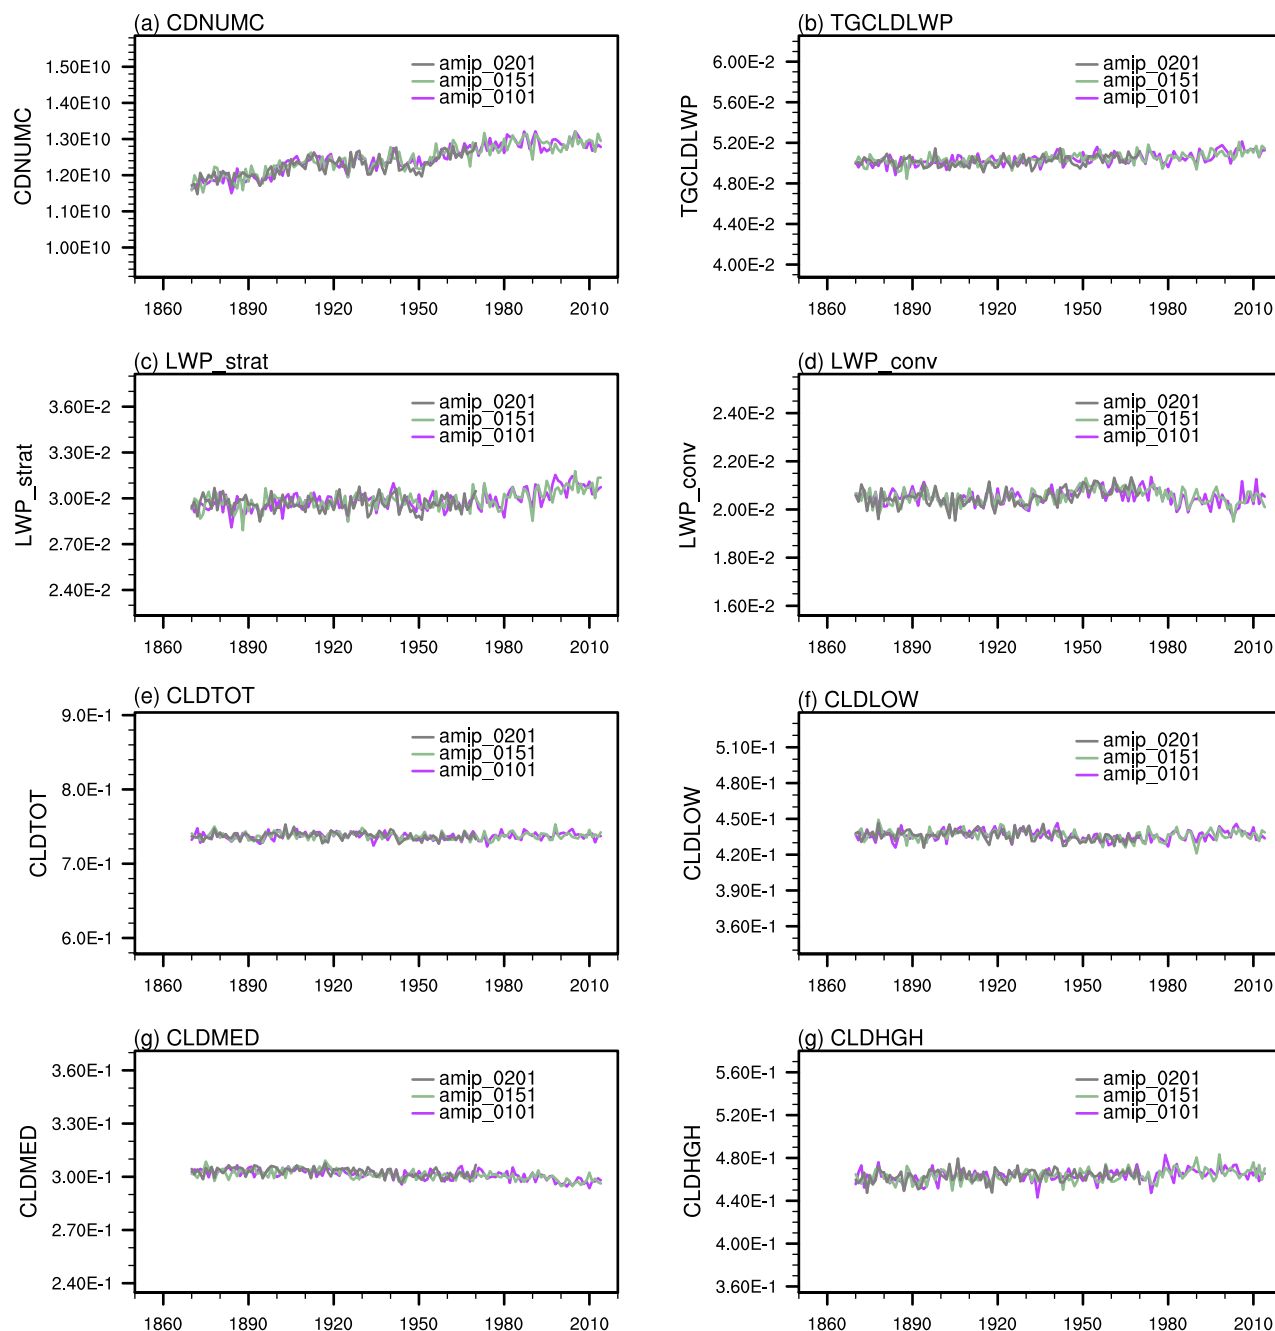 (a) CDNUMC
CDNUMC
1.50E10
1.40E10
1.30E10
1.20E10
1.10E10
1.00E10
amip_0201
amip_0151
amip_0101
1860 1890 1920 1950 1980 2010
(b) TGCLDLWP
TGCLDLWP
6.00E-2
5.60E-2
5.20E-2
4.80E-2
4.40E-2
4.00E-2
amip_0201
amip_0151
amip_0101
1860 1890 1920 1950 1980 2010
(c) LWP_strat
LWP_strat
3.60E-2
3.30E-2
3.00E-2
2.70E-2
2.40E-2
amip_0201
amip_0151
amip_0101
1860 1890 1920 1950 1980 2010
(d) LWP_conv
LWP_conv
2.40E-2
2.20E-2
2.00E-2
1.80E-2
1.60E-2
amip_0201
amip_0151
amip_0101
1860 1890 1920 1950 1980 2010
(e) CLDTOT
CLDTOT
9.0E-1
8.0E-1
7.0E-1
6.0E-1
amip_0201
amip_0151
amip_0101
1860 1890 1920 1950 1980 2010
(f) CLDLOW
CLDLOW
5.10E-1
4.80E-1
4.50E-1
4.20E-1
3.90E-1
3.60E-1
amip_0201
amip_0151
amip_0101
1860 1890 1920 1950 1980 2010
(g) CLDMED
CLDMED
3.60E-1
3.30E-1
3.00E-1
2.70E-1
2.40E-1
amip_0201
amip_0151
amip_0101
1860 1890 1920 1950 1980 2010
(g) CLDHGH
CLDHGH
5.60E-1
5.20E-1
4.80E-1
4.40E-1
4.00E-1
3.60E-1
amip_0201
amip_0151
amip_0101
1860 1890 1920 1950 1980 2010